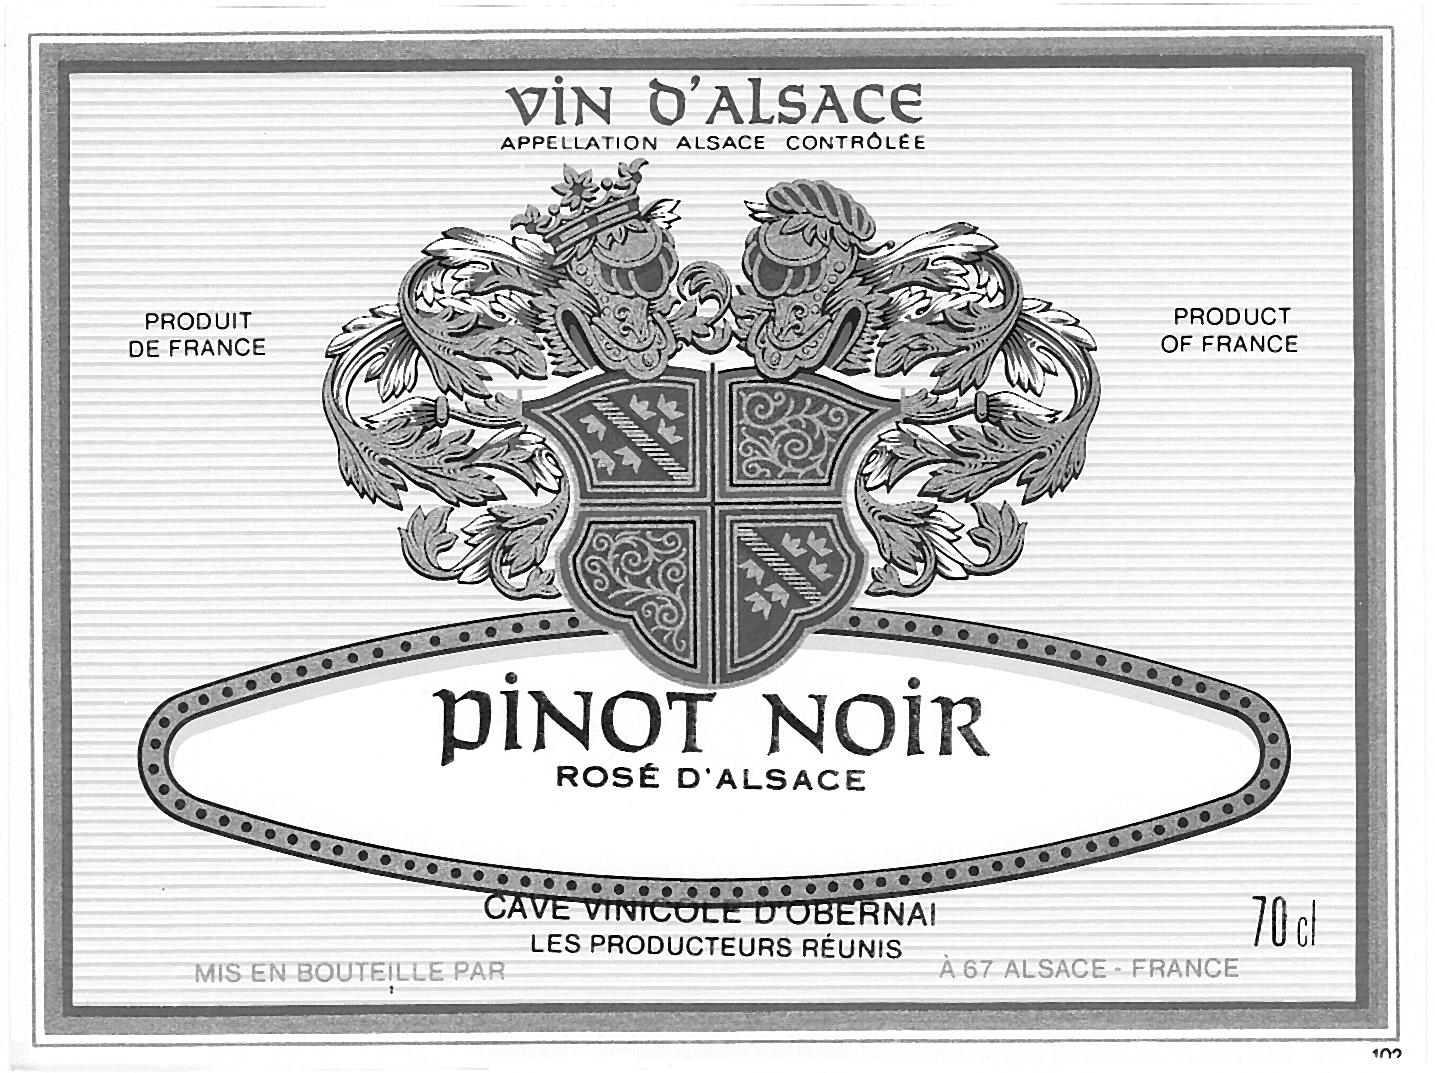 VIN D'ALSACE
APPELLATION ALSACE CONTRÔLÉE
PRODUIT
DE FRANCE
PRODUCT
OF FRANCE
PINOT NOIR
ROSÉ D'ALSACE
CAVE VINICOLE D'OBERNAI
LES PRODUCTEURS RÉUNIS
70 cl
MIS EN BOUTEILLE PAR
À 67 ALSACE - FRANCE
102